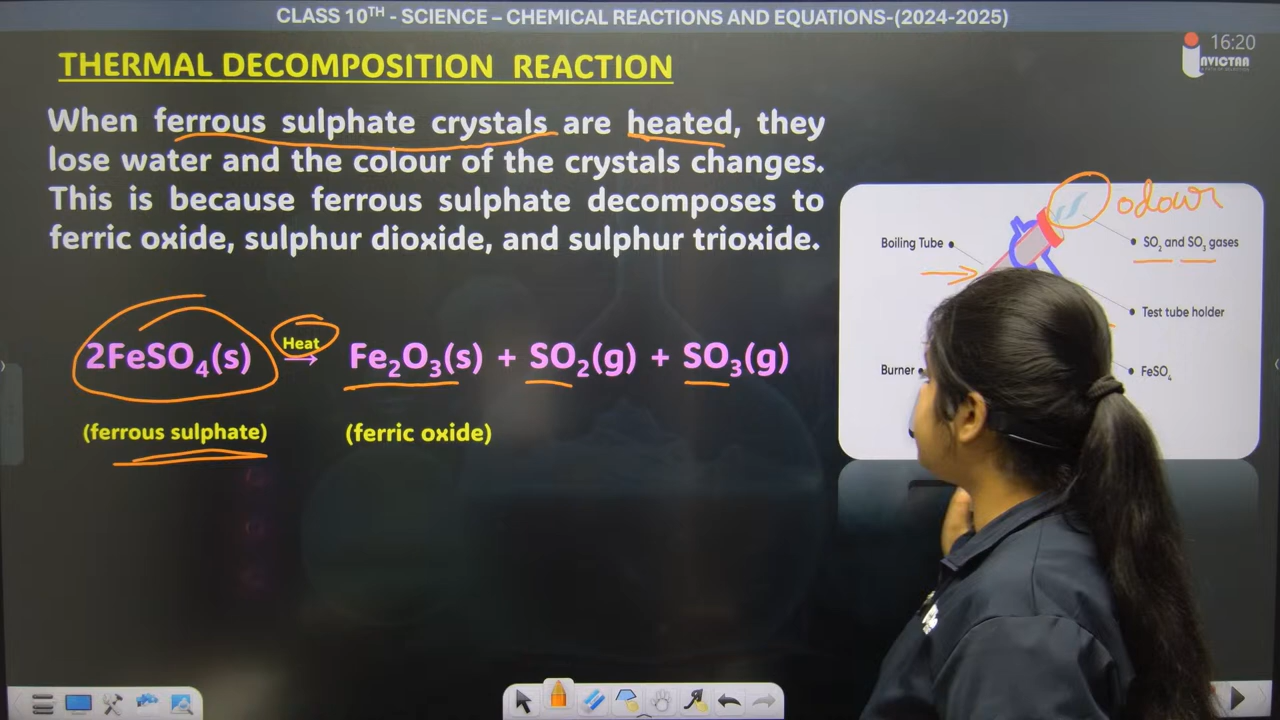 CLASS 10TH - SCIENCE – CHEMICAL REACTIONS AND EQUATIONS-(2024-2025)
16:20
INVICTAA
THERMAL DECOMPOSITION REACTION
When ferrous sulphate crystals are heated, they
lose water and the colour of the crystals changes.
This is because ferrous sulphate decomposes to
ferric oxide, sulphur dioxide, and sulphur trioxide.
odour
Boiling Tube
SO₂ and SO₃ gases
Test tube holder
Burner
FeSO₄
2FeSO₄(s) Heat → Fe₂O₃(s) + SO₂(g) + SO₃(g)
(ferrous sulphate) (ferric oxide)